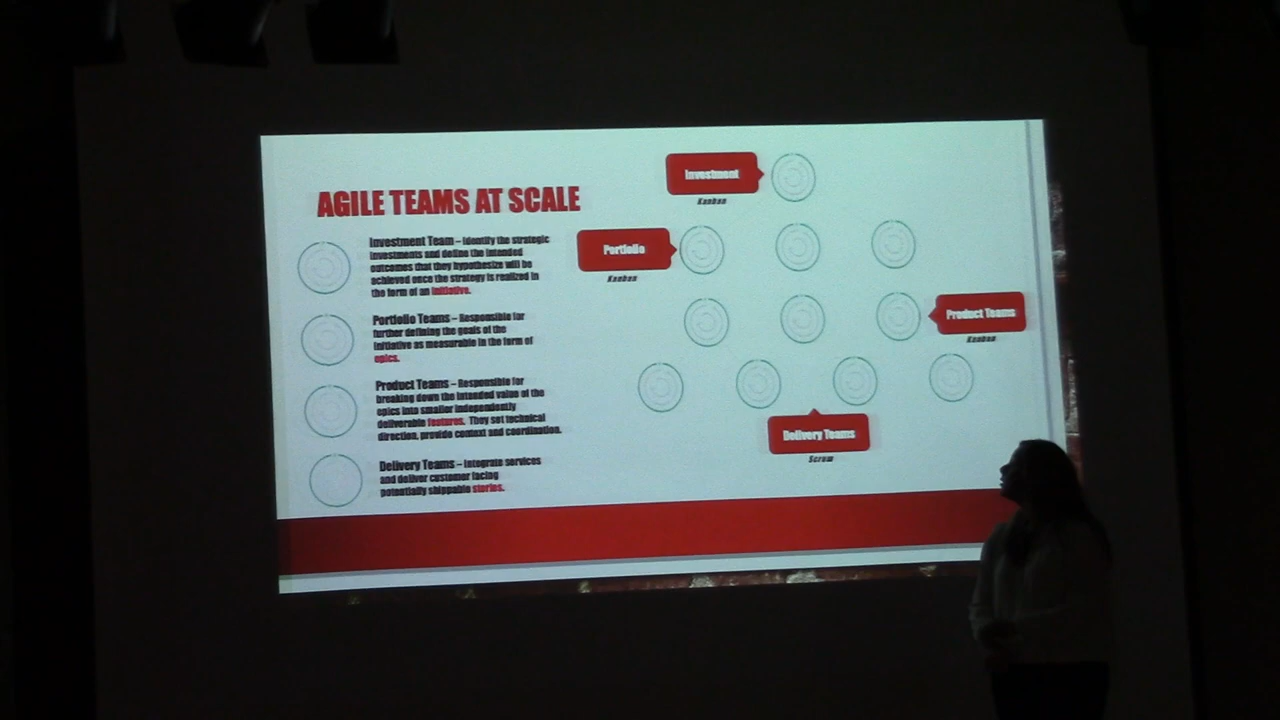 AGILE TEAMS AT SCALE
Investment Team – Identify the strategic
investments and define the intended
outcomes that they hypothesize will be
achieved once the strategy is realized in
the form of an initiative.
Portfolio Teams – Responsible for
further defining the goals of the
initiative as measurable in the form of
epics.
Product Teams – Responsible for
breaking down the intended value of the
epics into smaller independently
deliverable features. They set technical
direction, provide context and coordination.
Delivery Teams – Integrate services
and deliver customer facing
potentially shippable stories.
Investment
Kanban
Portfolio
Kanban
Product Teams
Kanban
Delivery Teams
Scrum